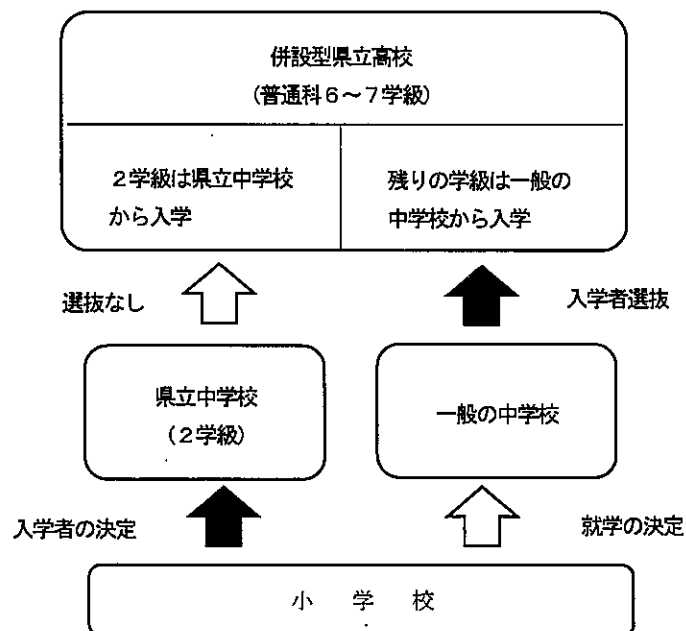 併設型県立高校
(普通科6～7学級)
2学級は県立中学校
から入学
残りの学級は一般の
中学校から入学
選抜なし
入学者選抜
県立中学校
(2学級)
一般の中学校
入学者の決定
就学の決定
小学校